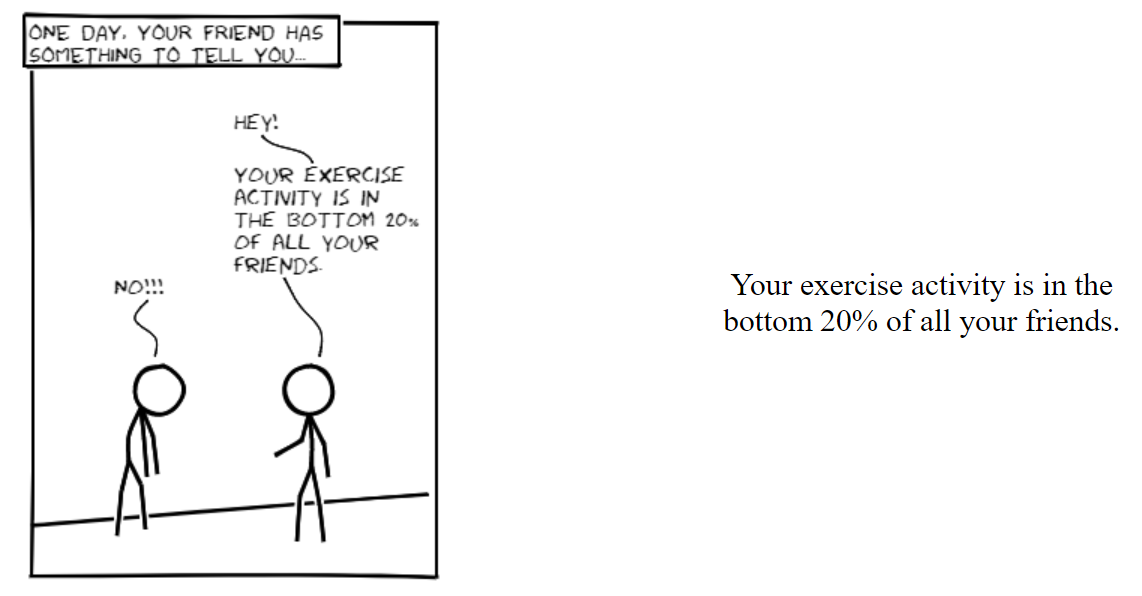 ONE DAY, YOUR FRIEND HAS
SOMETHING TO TELL YOU...
HEY!
YOUR EXERCISE
ACTIVITY IS IN
THE BOTTOM 20%
OF ALL YOUR
FRIENDS.
NO!!!
Your exercise activity is in the
bottom 20% of all your friends.